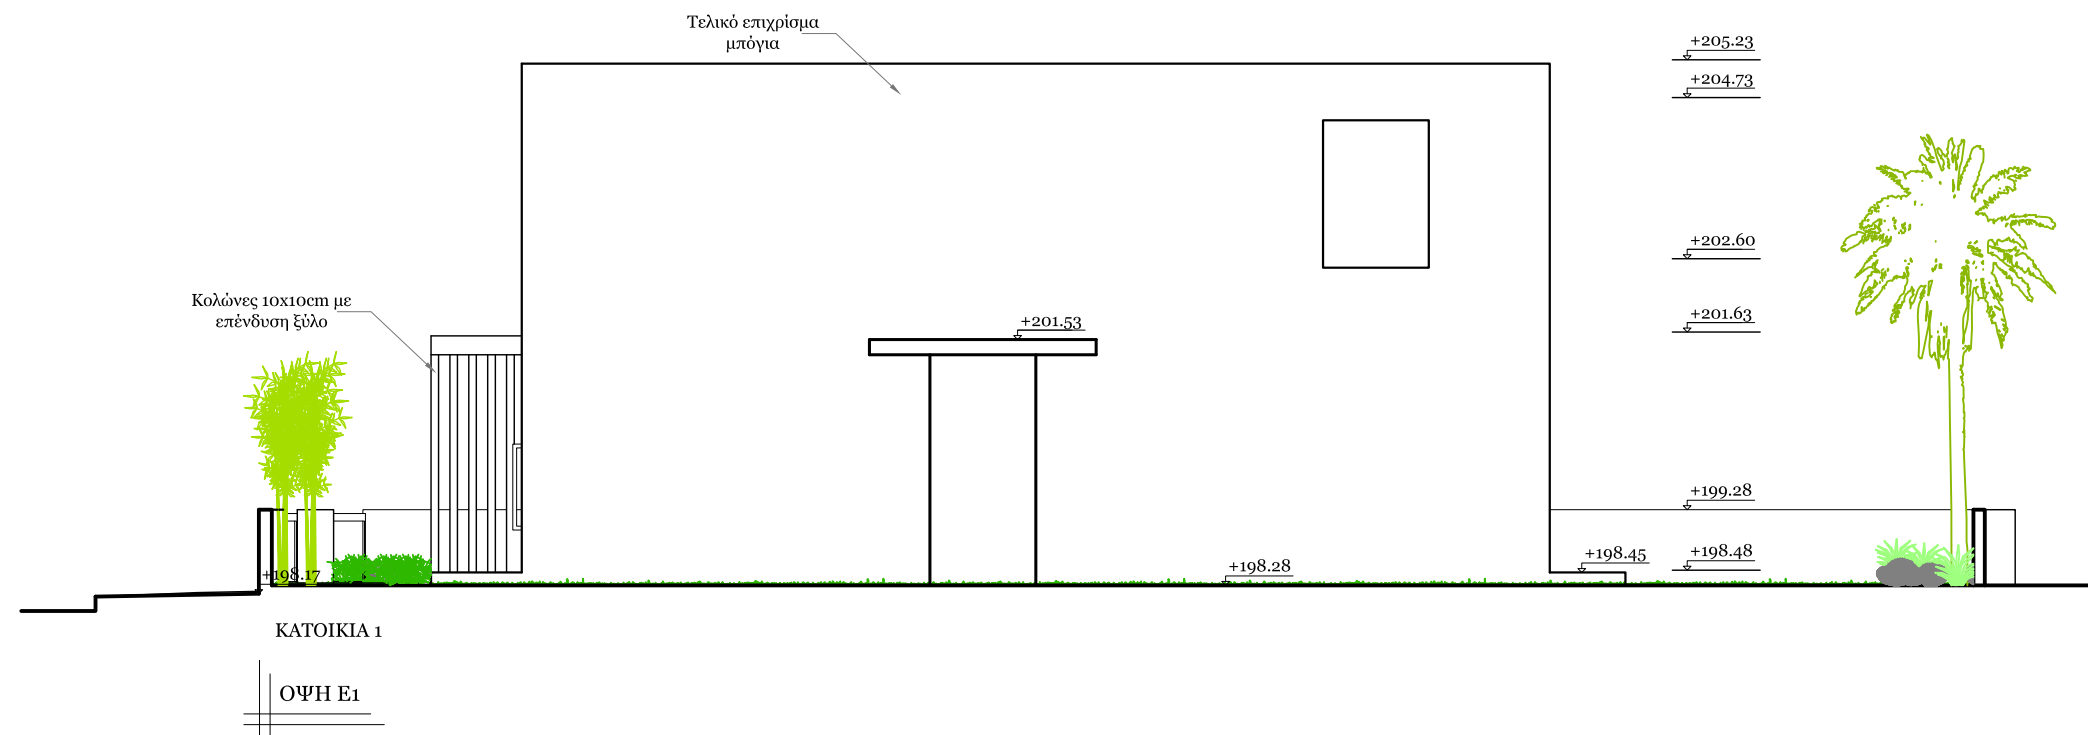 Τελικό επιχρίσμα
μπόγια
+205.23
+204.73
+202.60
Κολώνες 10x10cm με
επένδυση ξύλο
+201.53
+201.63
+199.28
+198.45
+198.48
+198.28
+198.17
ΚΑΤΟΙΚΙΑ 1
ΟΨΗ Ε1